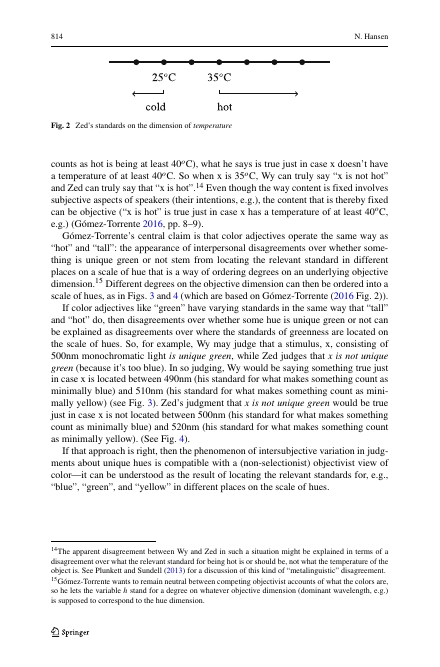 814
N. Hansen
25°C 35°C
cold hot
Fig. 2 Zed's standards on the dimension of temperature
counts as hot is being at least 40°C), what he says is true just in case x doesn't have
a temperature of at least 40°C. So when x is 35°C, Wy can truly say "x is not hot"
and Zed can truly say that "x is hot".14 Even though the way content is fixed involves
subjective aspects of speakers (their intentions, e.g.), the content that is thereby fixed
can be objective ("x is hot" is true just in case x has a temperature of at least 40°C,
e.g.) (Gómez-Torrente 2016, pp. 8–9).
Gómez-Torrente's central claim is that color adjectives operate the same way as
"hot" and "tall": the appearance of interpersonal disagreements over whether some-
thing is unique green or not stem from locating the relevant standard in different
places on a scale of hue that is a way of ordering degrees on an underlying objective
dimension.15 Different degrees on the objective dimension can then be ordered into a
scale of hues, as in Figs. 3 and 4 (which are based on Gómez-Torrente (2016 Fig. 2)).
If color adjectives like "green" have varying standards in the same way that "tall"
and "hot" do, then disagreements over whether some hue is unique green or not can
be explained as disagreements over where the standards of greenness are located on
the scale of hues. So, for example, Wy may judge that a stimulus, x, consisting of
500nm monochromatic light is unique green, while Zed judges that x is not unique
green (because it's too blue). In so judging, Wy would be saying something true just
in case x is located between 490nm (his standard for what makes something count as
minimally blue) and 510nm (his standard for what makes something count as mini-
mally yellow) (see Fig. 3). Zed's judgment that x is not unique green would be true
just in case x is not located between 500nm (his standard for what makes something
count as minimally blue) and 520nm (his standard for what makes something count
as minimally yellow). (See Fig. 4).
If that approach is right, then the phenomenon of intersubjective variation in judg-
ments about unique hues is compatible with a (non-selectionist) objectivist view of
color—it can be understood as the result of locating the relevant standards for, e.g.,
"blue", "green", and "yellow" in different places on the scale of hues.
14The apparent disagreement between Wy and Zed in such a situation might be explained in terms of a
disagreement over what the relevant standard for being hot is or should be, not what the temperature of the
object is. See Plunkett and Sundell (2013) for a discussion of this kind of "metalinguistic" disagreement.
15Gómez-Torrente wants to remain neutral between competing objectivist accounts of what the colors are,
so he lets the variable h stand for a degree on whatever objective dimension (dominant wavelength, e.g.)
is supposed to correspond to the hue dimension.
Springer